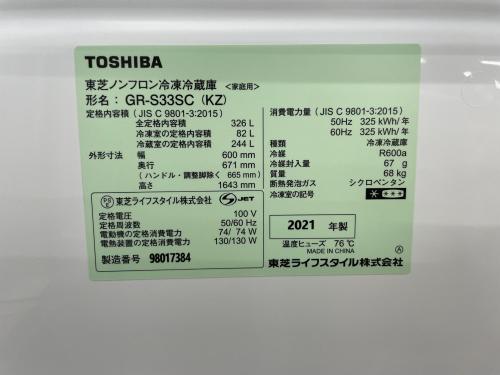 TOSHIBA
東芝ノンフロン冷凍冷蔵庫 <家庭用>
形名：GR-S33SC (KZ)
定格内容積 (JIS C 9801-3:2015)
全定格内容積 326 L
冷凍室の定格内容積 82 L
冷蔵室の定格内容積 244 L
外形寸法 幅 600 mm
奥行 671 mm
(ハンドル・調整脚除く 665 mm)
高さ 1643 mm
PSE 東芝ライフスタイル株式会社 S-JET
定格電圧 100 V
定格周波数 50/60 Hz
電動機の定格消費電力 74/ 74 W
電熱装置の定格消費電力 130/130 W
製造番号 98017384
消費電力量 (JIS C 9801-3:2015)
50Hz 325 kWh/年
60Hz 325 kWh/年
種類 冷凍冷蔵庫
冷媒 R600a
冷媒封入量 67 g
質量 68 kg
断熱発泡ガス シクロペンタン
冷凍室の記号 * ***
2021 年製
温度ヒューズ 76℃
MADE IN CHINA
Ⓐ
東芝ライフスタイル株式会社